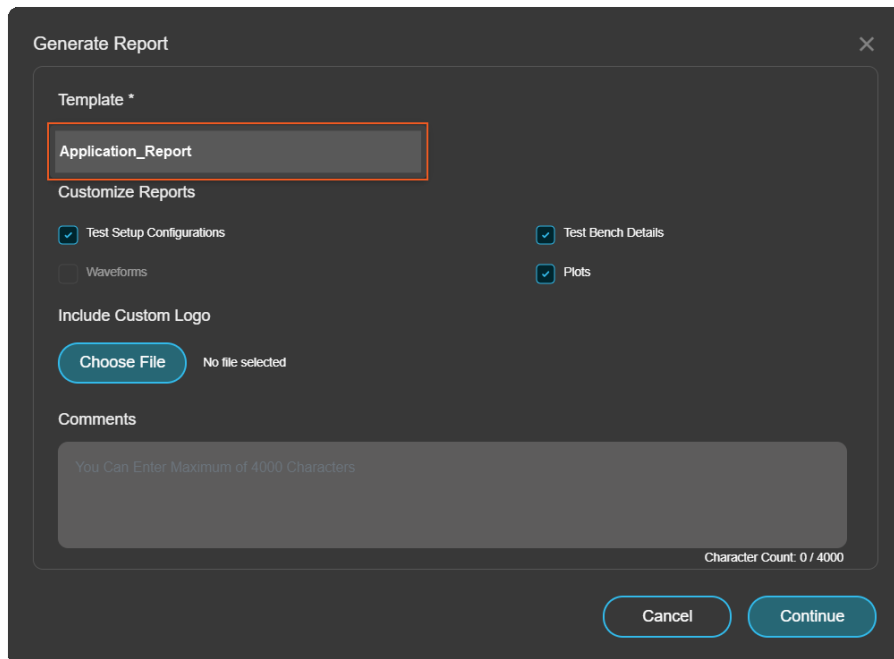 Generate Report
Template *
Application_Report
Customize Reports
Test Setup Configurations
Test Bench Details
Waveforms
Plots
Include Custom Logo
Choose File
No file selected
Comments
You Can Enter Maximum of 4000 Characters
Character Count: 0 / 4000
Cancel
Continue